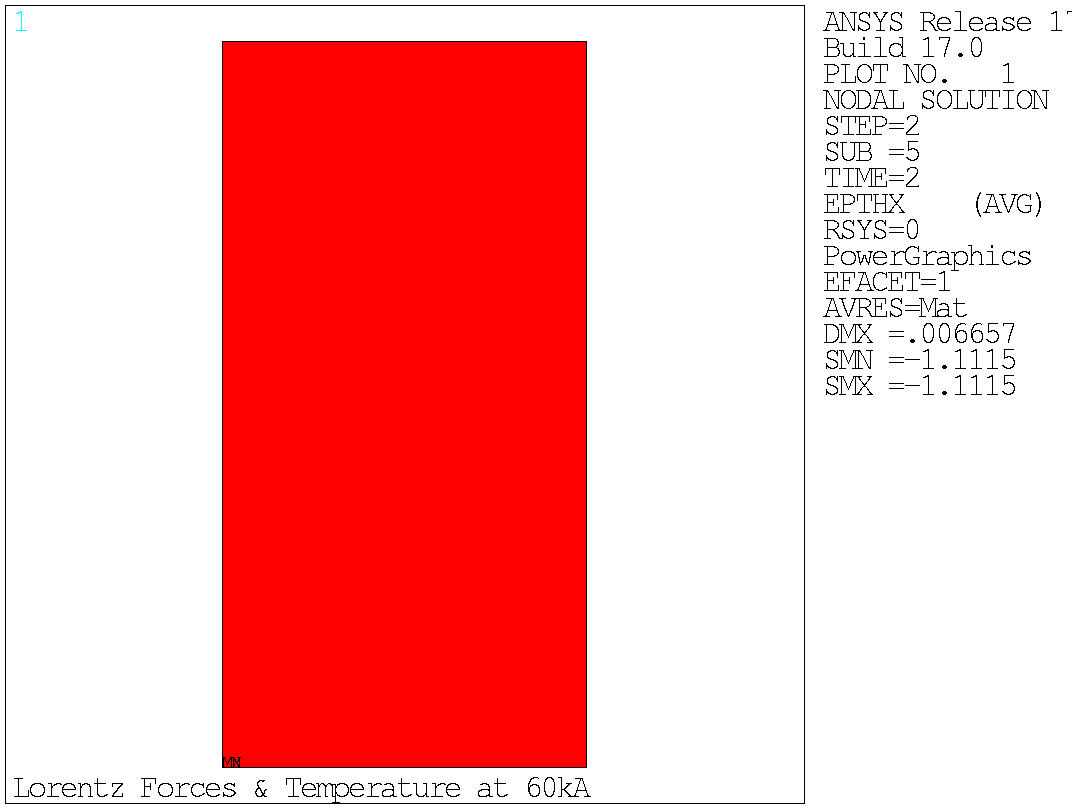 1
ANSYS Release 17
Build 17.0
PLOT NO. 1
NODAL SOLUTION
STEP=2
SUB =5
TIME=2
EPTHX (AVG)
RSYS=0
PowerGraphics
EFACET=1
AVRES=Mat
DMX =.006657
SMN =-1.1115
SMX =-1.1115
MN
Lorentz Forces & Temperature at 60kA